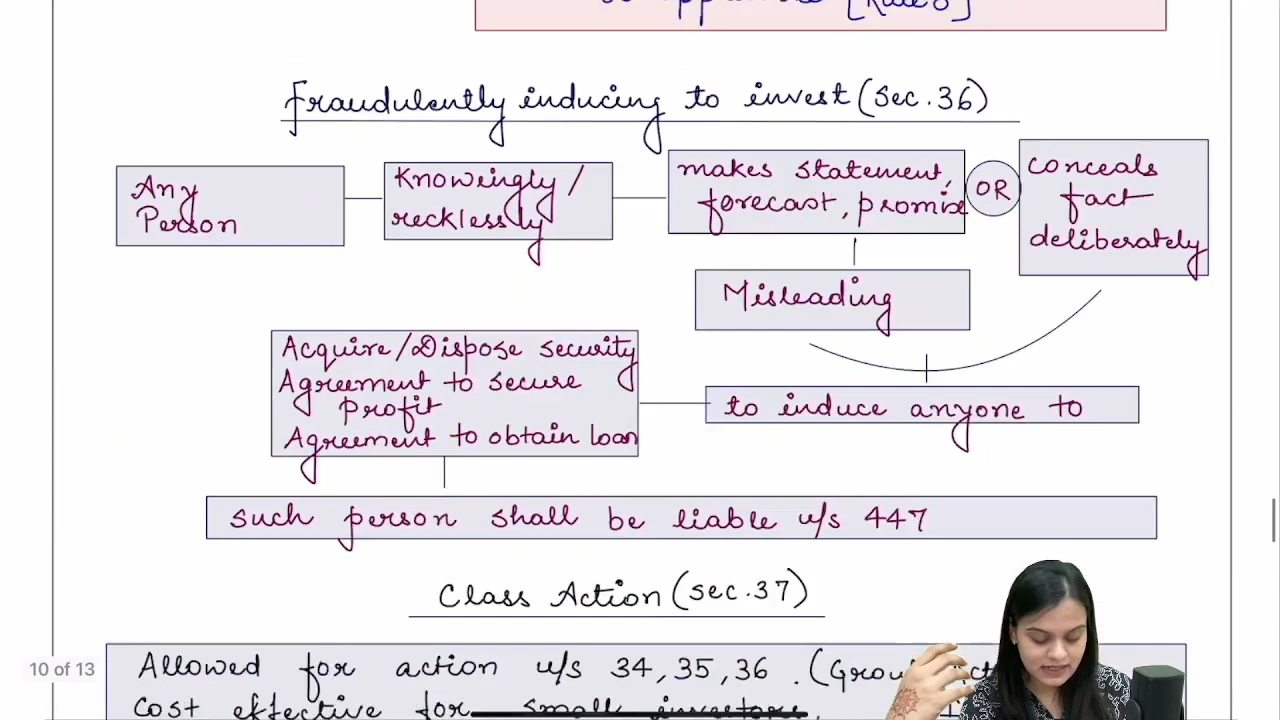 Fraudulently inducing to invest (Sec. 36)
Any
Person
Knowingly /
recklessly
makes statement,
forecast, promise
OR
conceals
fact
deliberately
Misleading
to induce anyone to
Acquire/Dispose security
Agreement to secure
profit
Agreement to obtain loan
such person shall be liable u/s 447
Class Action (sec. 37)
Allowed for action u/s 34, 35, 36 . (Grou
Cost effective for small investors.
10 of 13